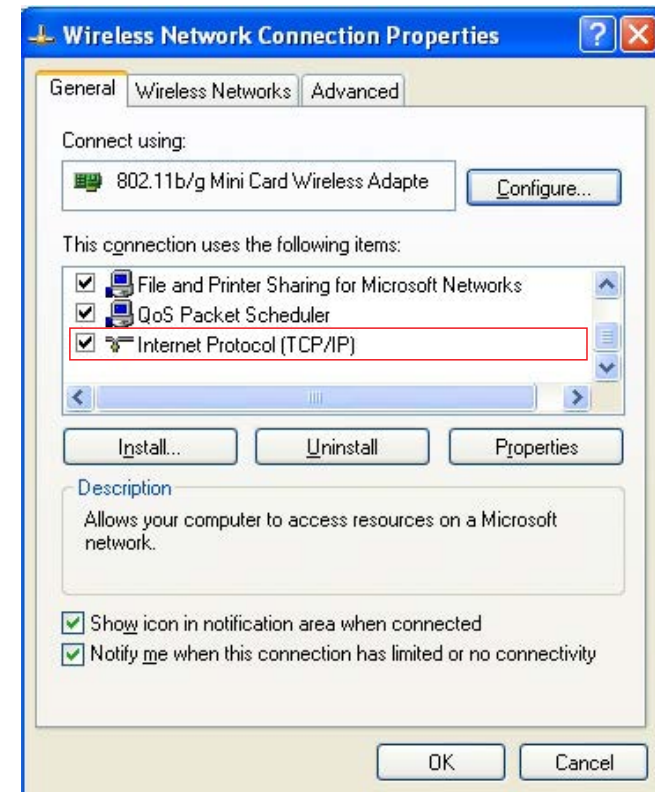 Wireless Network Connection Properties
General Wireless Networks Advanced
Connect using:
802.11b/g Mini Card Wireless Adapte
Configure...
This connection uses the following items:
File and Printer Sharing for Microsoft Networks
QoS Packet Scheduler
Internet Protocol (TCP/IP)
Install... Uninstall Properties
Description
Allows your computer to access resources on a Microsoft
network.
Show icon in notification area when connected
Notify me when this connection has limited or no connectivity
OK Cancel